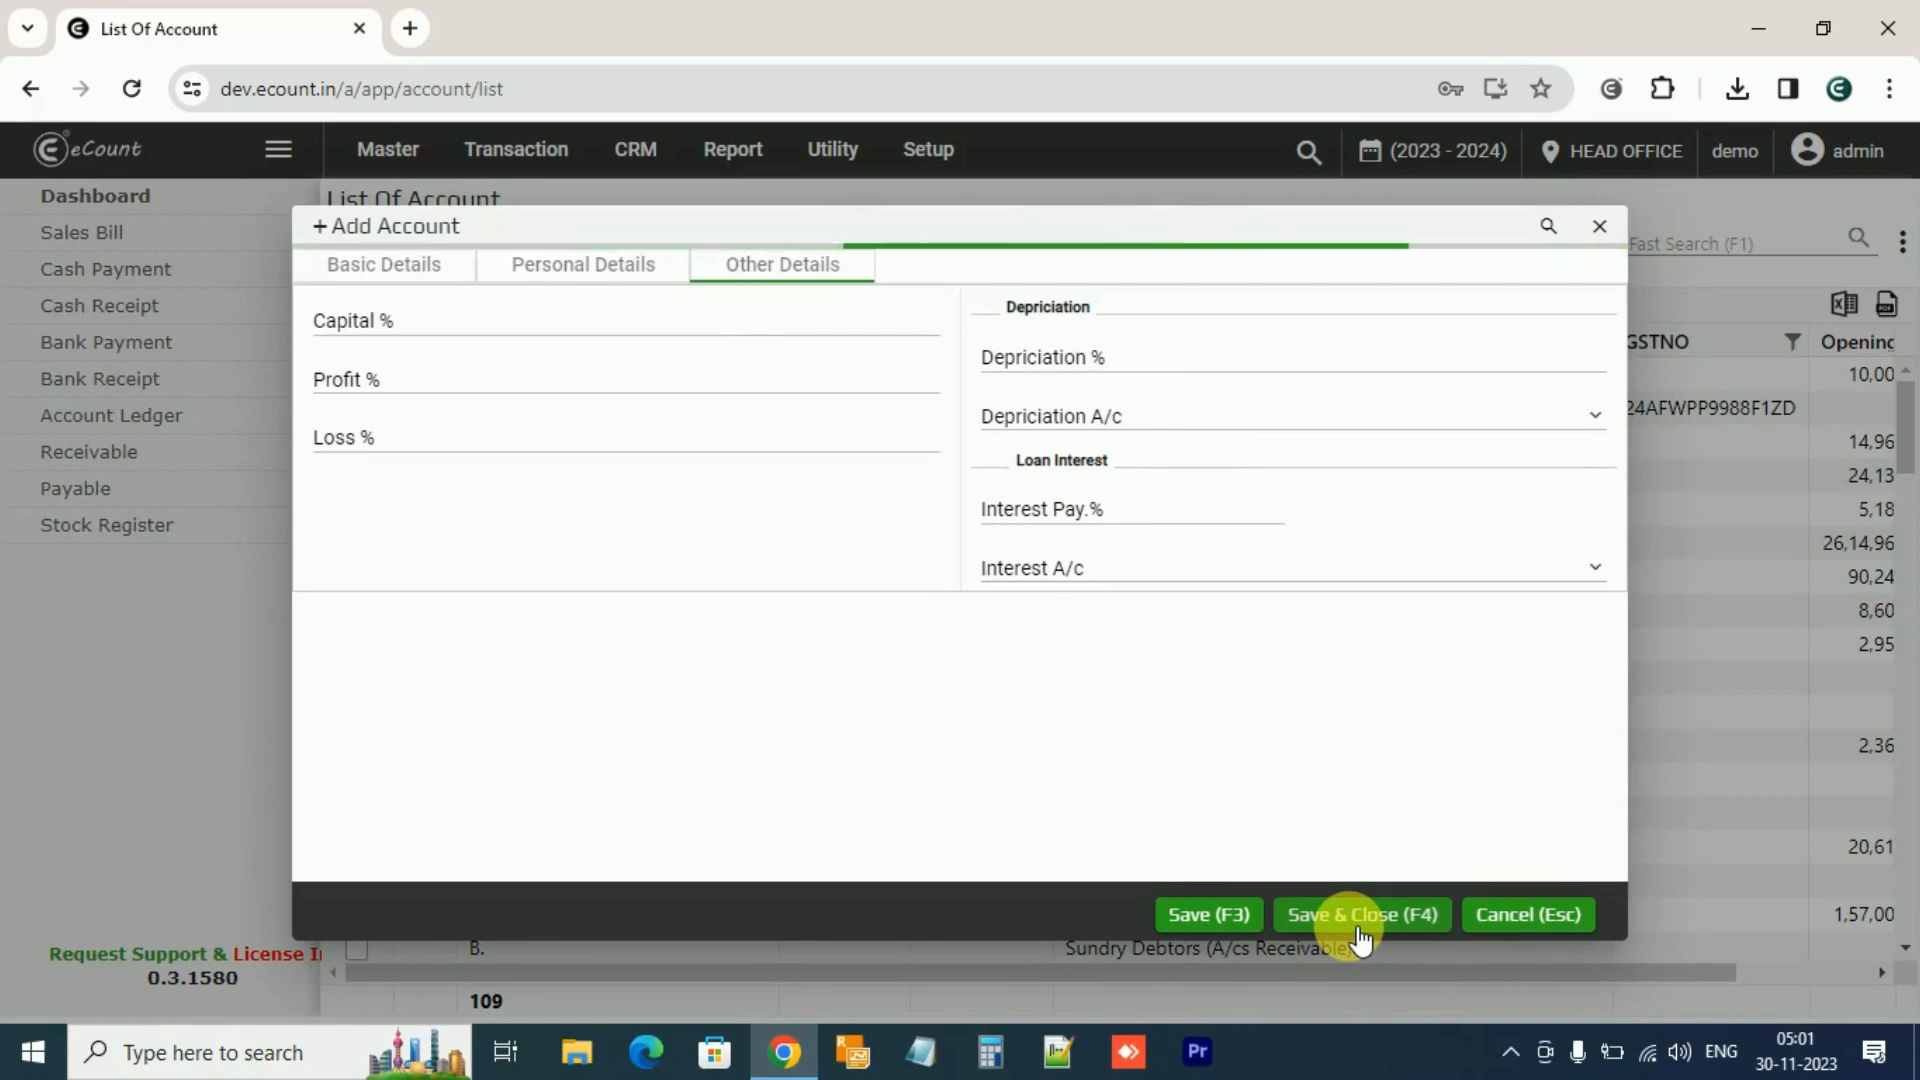 List Of Account
dev.ecount.in/a/app/account/list
eCount
Master
Transaction
CRM
Report
Utility
Setup
(2023 - 2024)
HEAD OFFICE
demo
admin
Dashboard
Sales Bill
Cash Payment
Cash Receipt
Bank Payment
Bank Receipt
Account Ledger
Receivable
Payable
Stock Register
Request Support &
License I
0.3.1580
List Of Account
Fast Search (F1)
+ Add Account
Basic Details
Personal Details
Other Details
Capital %
Profit %
Loss %
Depriciation
Depriciation %
Depriciation A/c
Loan Interest
Interest Pay.%
Interest A/c
GSTNO
Opening
10,00
24AFWPP9988F1ZD
14,96
24,13
5,18
26,14,96
90,24
8,60
2,95
2,36
20,61
1,57,00
Save (F3)
Save & Close (F4)
Cancel (Esc)
B.
Sundry Debtors (A/cs Receivable)
109
Type here to search
R
Pr
ENG
05:01
30-11-2023